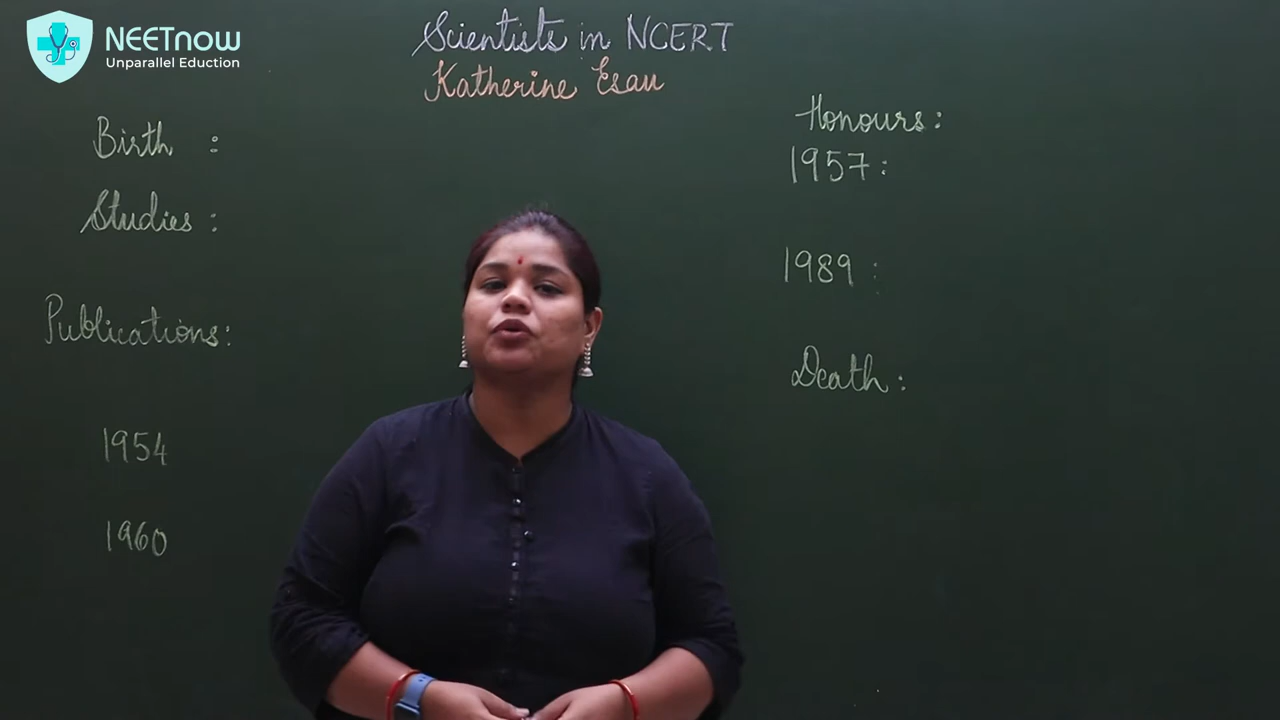 NEETnow
Unparallel Eduction
Scientists in NCERT
Katherine Esau
Birth :
Studies :
Publications:
1954
1960
Honours:
1957:
1989 :
Death: